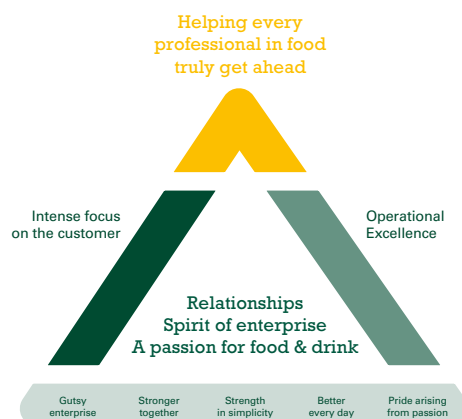 Helping every
professional in food
truly get ahead
Intense focus
on the customer
Operational
Excellence
Relationships
Spirit of enterprise
A passion for food & drink
Gutsy
enterprise
Stronger
together
Strength
in simplicity
Better
every day
Pride arising
from passion